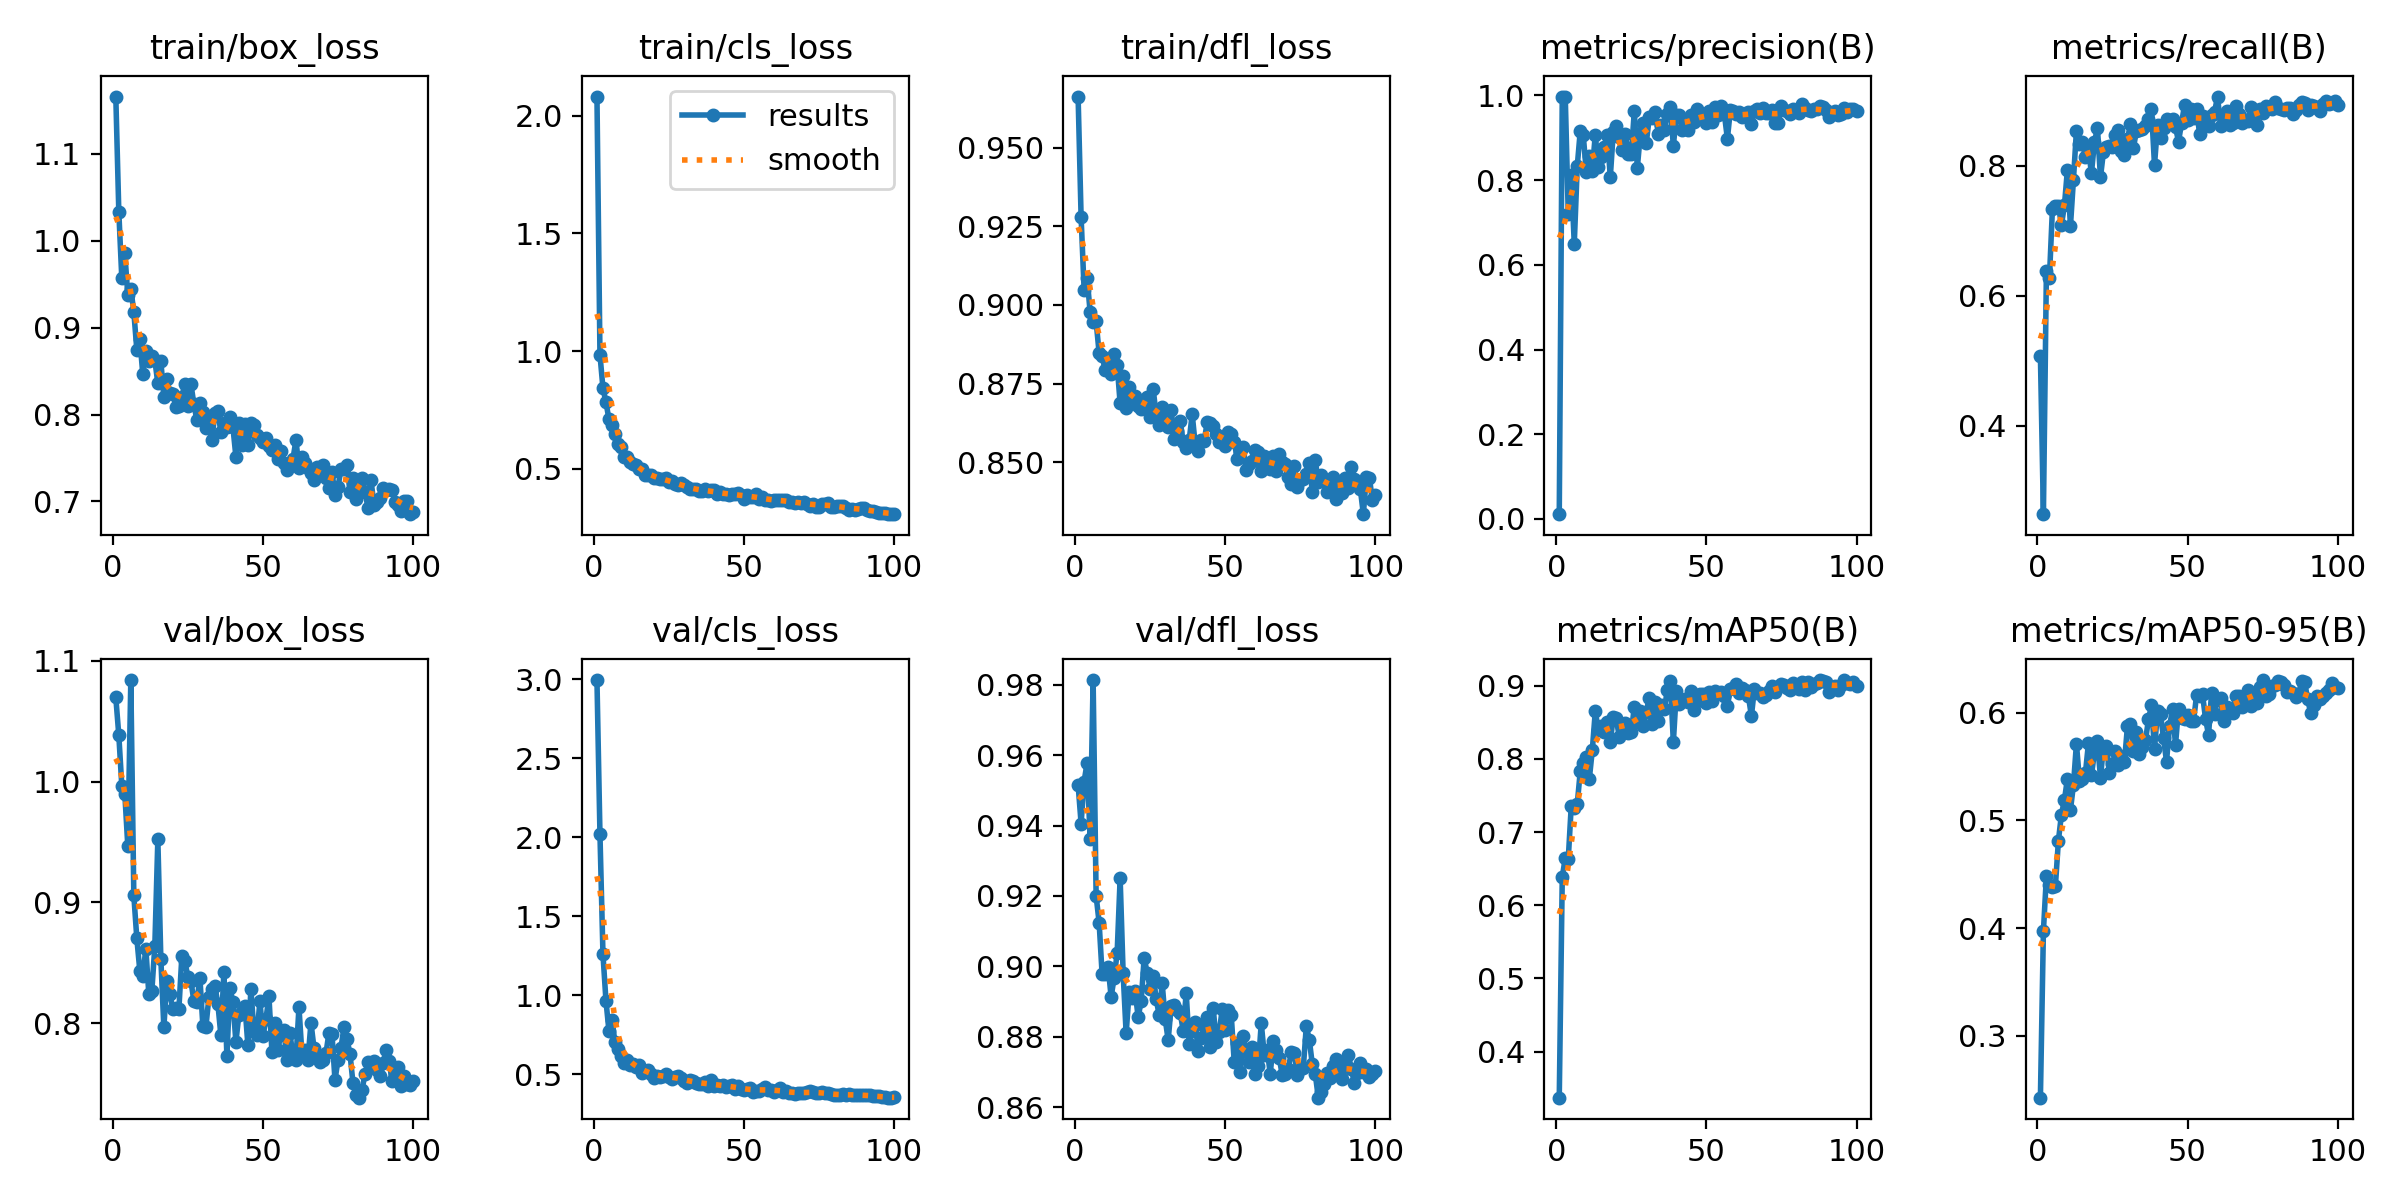 train/box_loss
1.1
1.0
0.9
0.8
0.7
0 50 100
train/cls_loss
results
smooth
2.0
1.5
1.0
0.5
0 50 100
train/dfl_loss
0.950
0.925
0.900
0.875
0.850
0 50 100
metrics/precision(B)
1.0
0.8
0.6
0.4
0.2
0.0
0 50 100
metrics/recall(B)
0.8
0.6
0.4
0 50 100
val/box_loss
1.1
1.0
0.9
0.8
0 50 100
val/cls_loss
3.0
2.5
2.0
1.5
1.0
0.5
0 50 100
val/dfl_loss
0.98
0.96
0.94
0.92
0.90
0.88
0.86
0 50 100
metrics/mAP50(B)
0.9
0.8
0.7
0.6
0.5
0.4
0 50 100
metrics/mAP50-95(B)
0.6
0.5
0.4
0.3
0 50 100